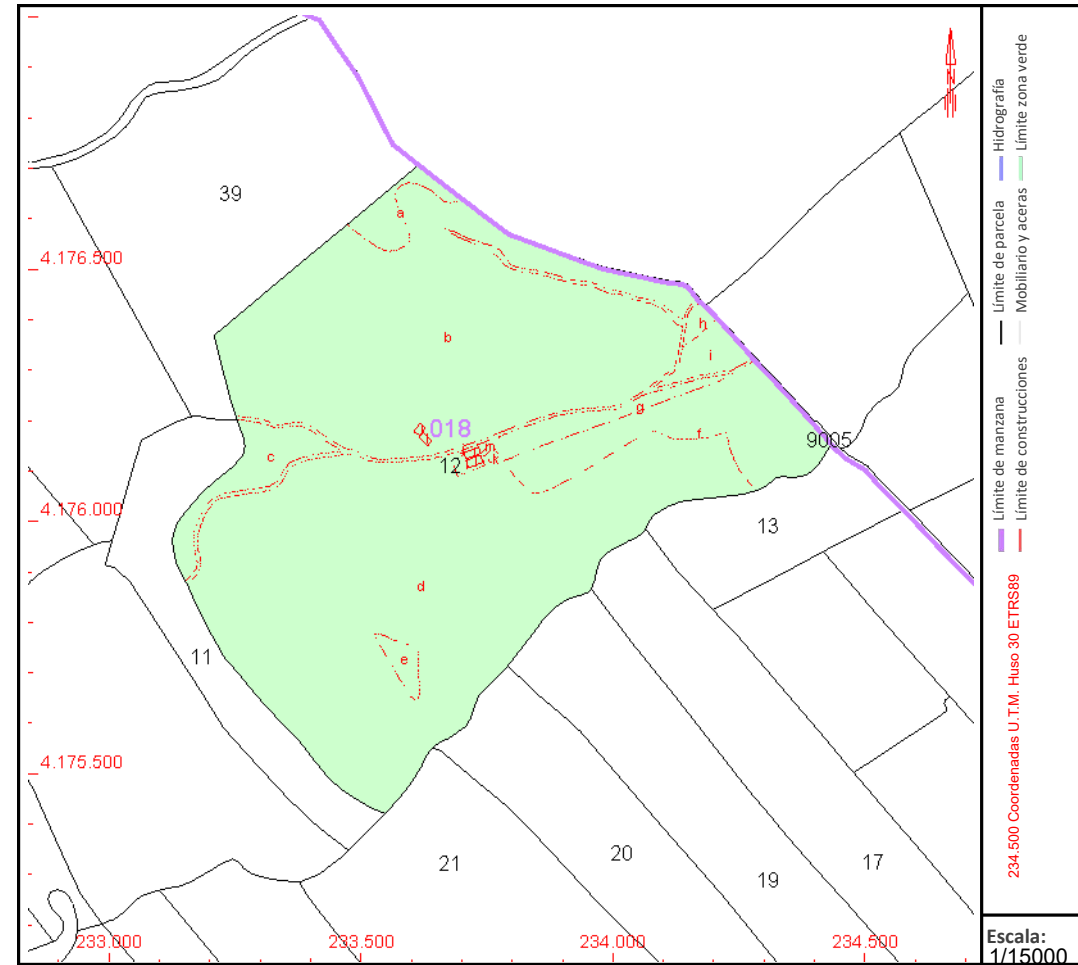 39
a
4.176.500
b
h
i
g
f
018
9005
c
12
k
4.176.000
13
d
11
e
4.175.500
21
20
19
17
233.000
233.500
234.000
234.500
N
Hidrografía
Límite zona verde
Límite de parcela
Mobiliario y aceras
Límite de manzana
Límite de construcciones
234.500 Coordenadas U.T.M. Huso 30 ETRS89
Escala:
1/15000